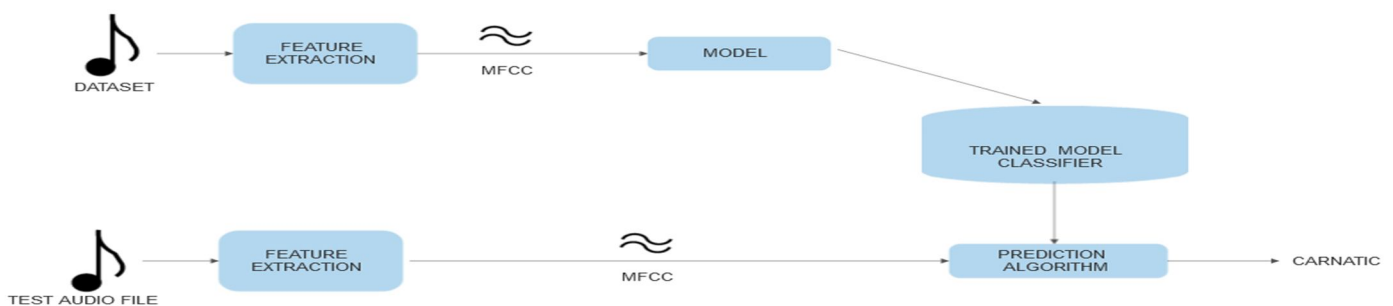 FEATURE
EXTRACTION
MFCC
MODEL
DATASET
TRAINED MODEL
CLASSIFIER
FEATURE
EXTRACTION
MFCC
PREDICTION
ALGORITHM
CARNATIC
TEST AUDIO FILE